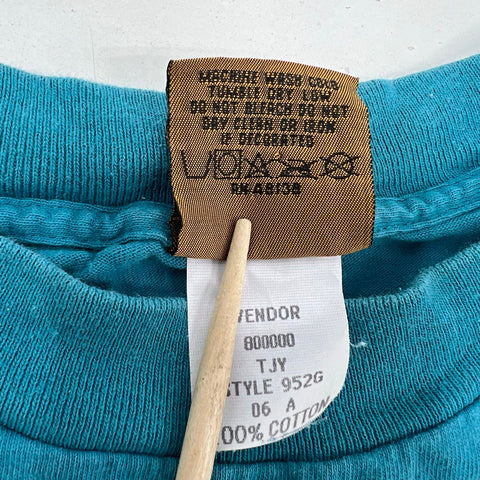 MACHINE WASH COLD
TUMBLE DRY LOW
DO NOT BLEACH DO NOT
DRY CLEAN OR IRON
IF DECORATED
VENDOR
800000
TJY
STYLE 952G
06 A
100% COTTON